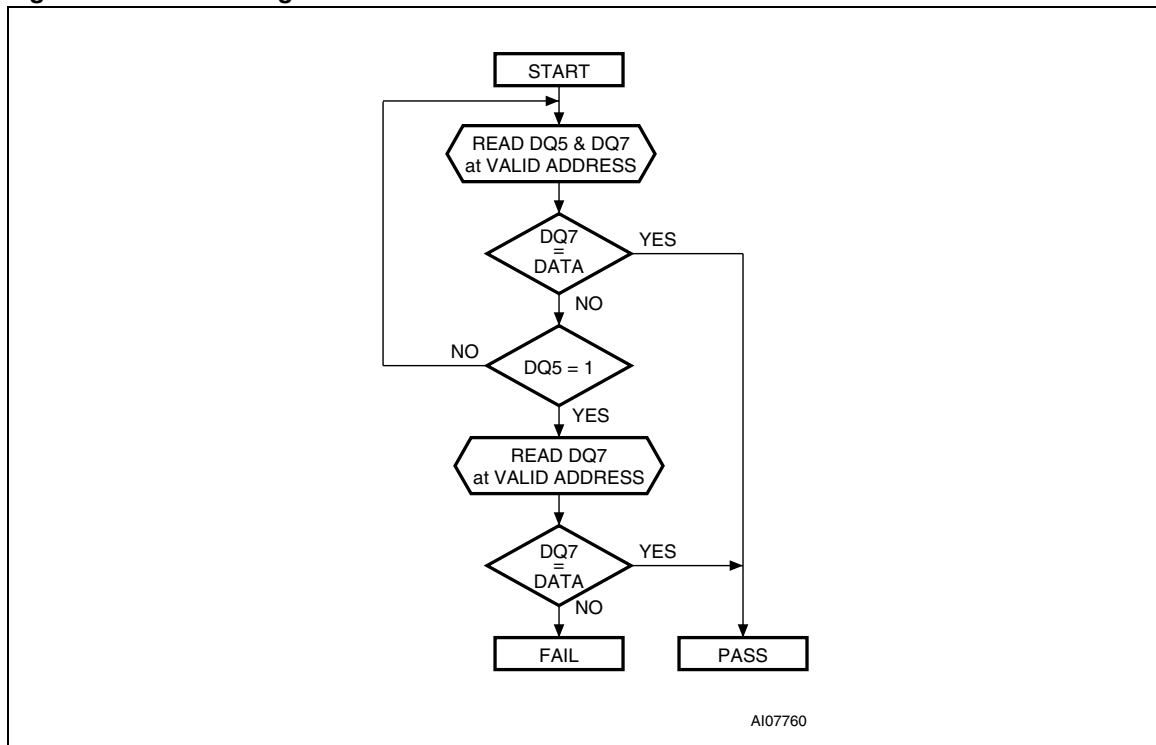 START
READ DQ5 & DQ7
at VALID ADDRESS
DQ7
=
DATA
YES
NO
NO
DQ5 = 1
YES
READ DQ7
at VALID ADDRESS
DQ7
=
DATA
YES
NO
FAIL
PASS
AI07760